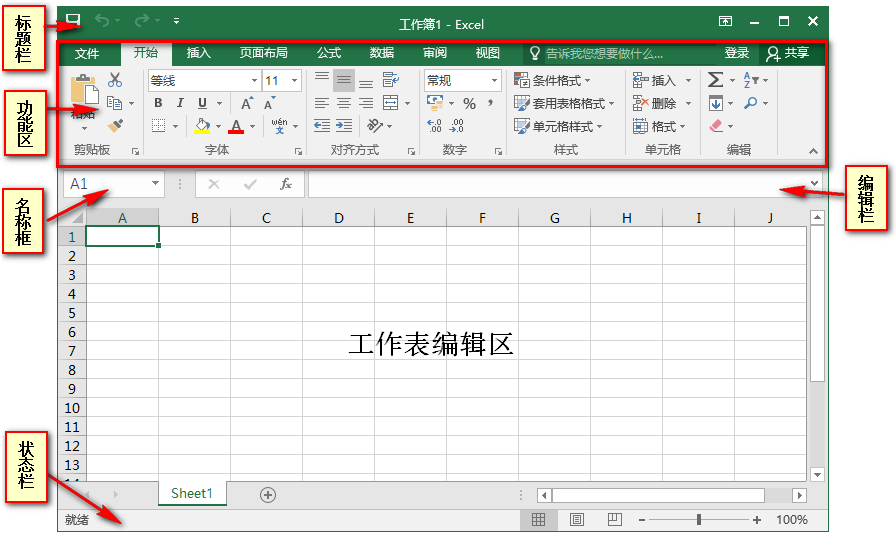 标题栏
工作簿1 - Excel
文件 开始 插入 页面布局 公式 数据 审阅 视图 告诉我您想要做什么... 登录 共享
功能区
等线 11 常规 条件格式 插入
粘贴 B I U A A % , 套用表格格式 删除
A wén 文 .00 .00 单元格样式 格式
剪贴板 字体 对齐方式 数字 样式 单元格 编辑
名称框
A1 fx
编辑栏
A B C D E F G H I J
1
2
3
4
5
6
工作表编辑区
7
8
9
10
11
12
13
状态栏
Sheet1
就绪 100%